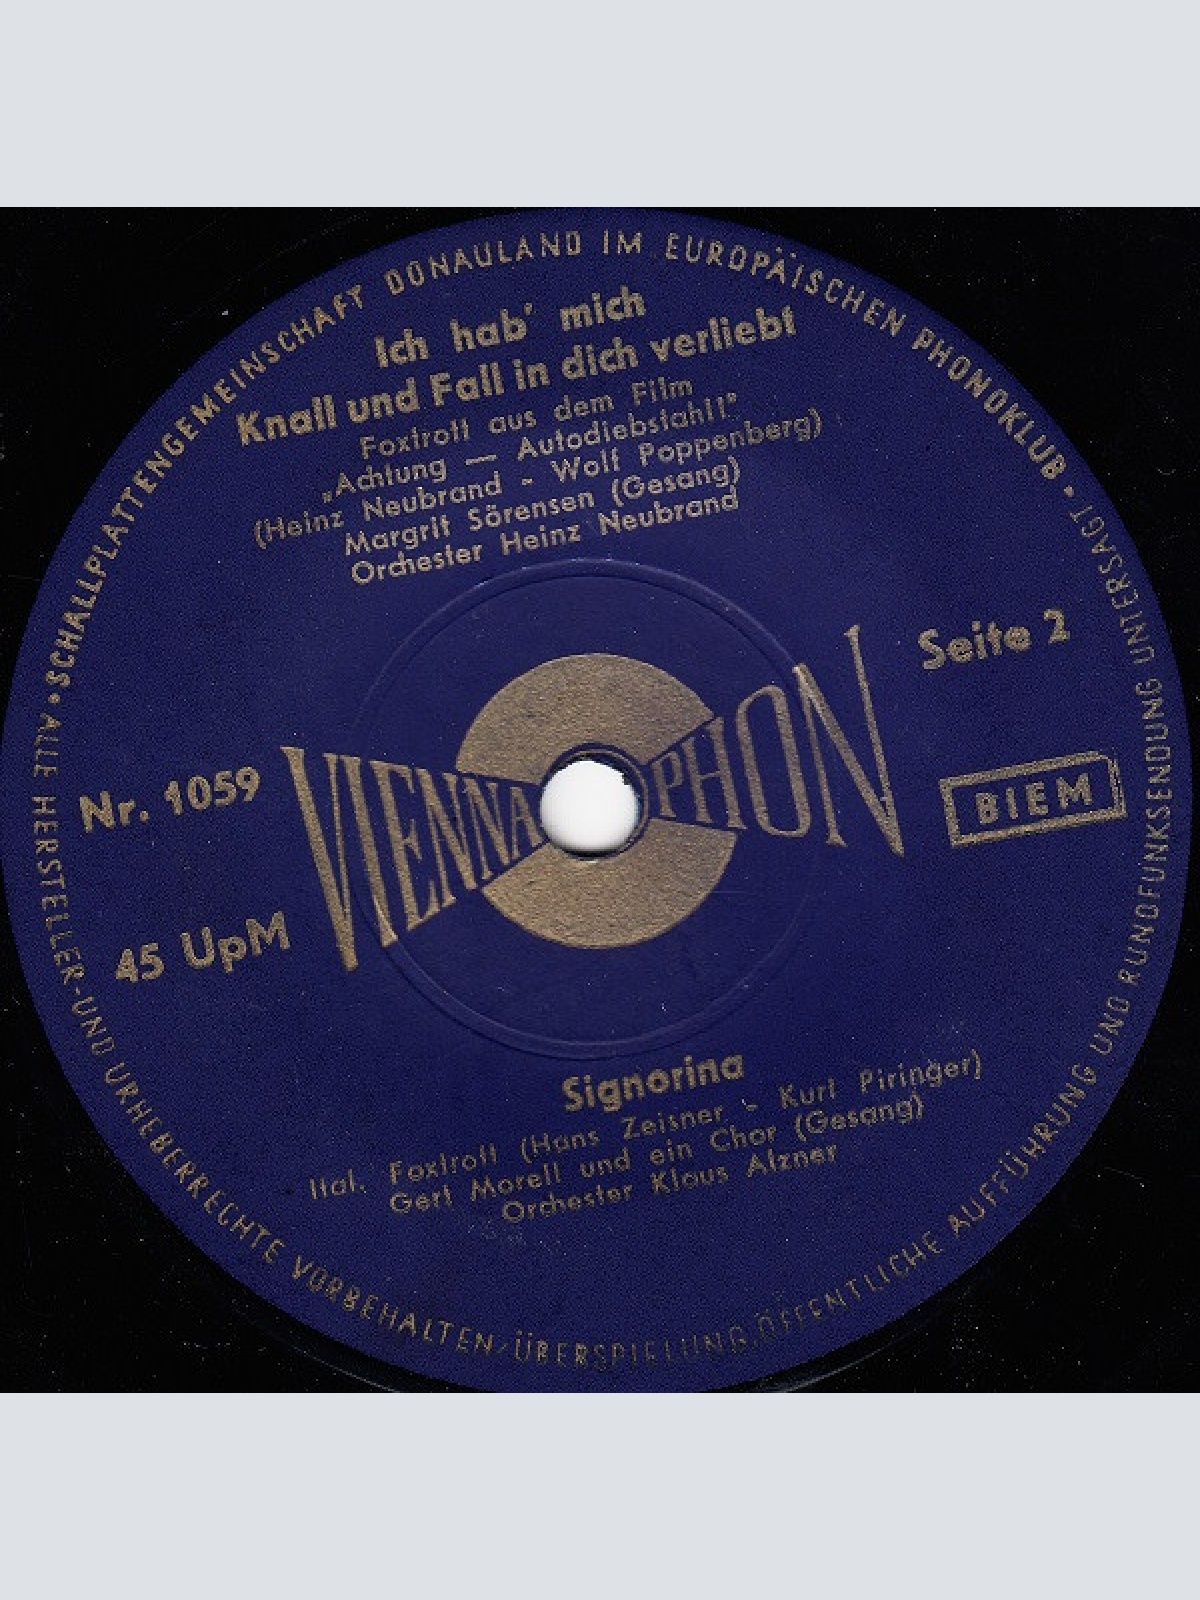 • SCHALLPLATTENGEMEINSCHAFT DONAULAND IM EUROPÄISCHEN PHONOKLUB •
Ich hab' mich
Knall und Fall in dich verliebt
Foxtrott aus dem Film
„Achtung — Autodiebstahl!"
(Heinz Neubrand - Wolf Poppenberg)
Margrit Sörensen (Gesang)
Orchester Heinz Neubrand
Seite 2
VIENNAPHON
Nr. 1059
BIEM
45 UpM
Signorina
Ital. Foxtrott (Hans Zeisner - Kurt Piringer)
Gert Morell und ein Chor (Gesang)
Orchester Klaus Alzner
ALLE HERSTELLER-UND URHEBERRECHTE VORBEHALTEN/ÜBERSPIELUNG, ÖFFENTLICHE AUFFÜHRUNG UND RUNDFUNKSENDUNG UNTERSAGT